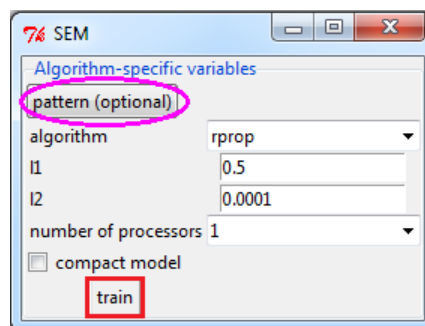 SEM
Algorithm-specific variables
pattern (optional)
algorithm rprop
l1 0.5
l2 0.0001
number of processors 1
compact model
train